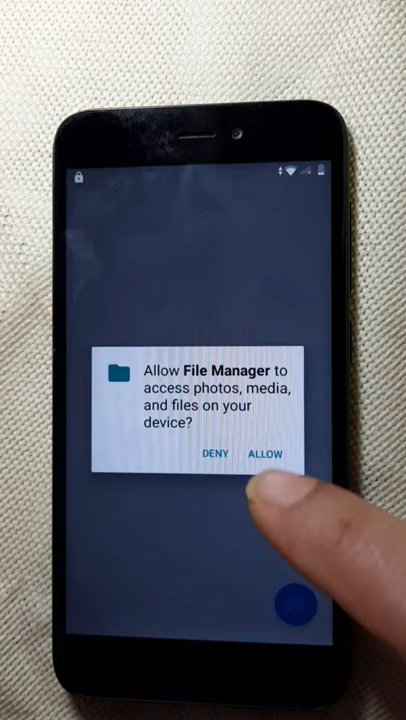 Allow File Manager to
access photos, media,
and files on your
device?
DENY ALLOW